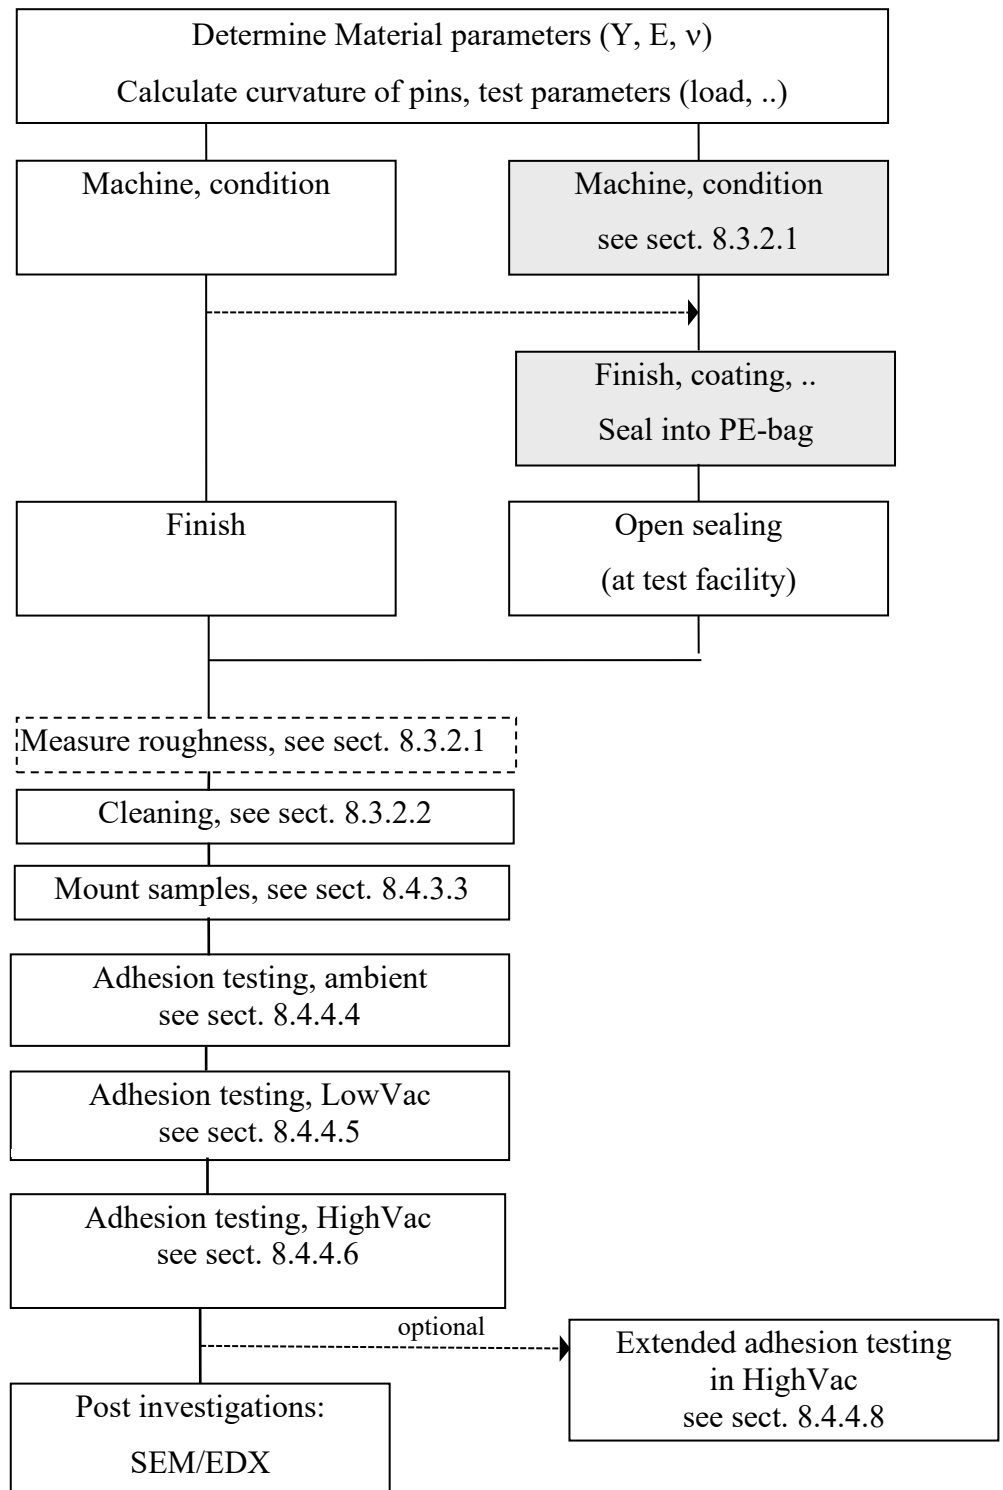 Determine Material parameters (Y, E, ν)
Calculate curvature of pins, test parameters (load, ..)
Machine, condition
Machine, condition
see sect. 8.3.2.1
Finish, coating, ..
Seal into PE-bag
Finish
Open sealing
(at test facility)
Measure roughness, see sect. 8.3.2.1
Cleaning, see sect. 8.3.2.2
Mount samples, see sect. 8.4.3.3
Adhesion testing, ambient
see sect. 8.4.4.4
Adhesion testing, LowVac
see sect. 8.4.4.5
Adhesion testing, HighVac
see sect. 8.4.4.6
optional
Extended adhesion testing
in HighVac
see sect. 8.4.4.8
Post investigations:
SEM/EDX